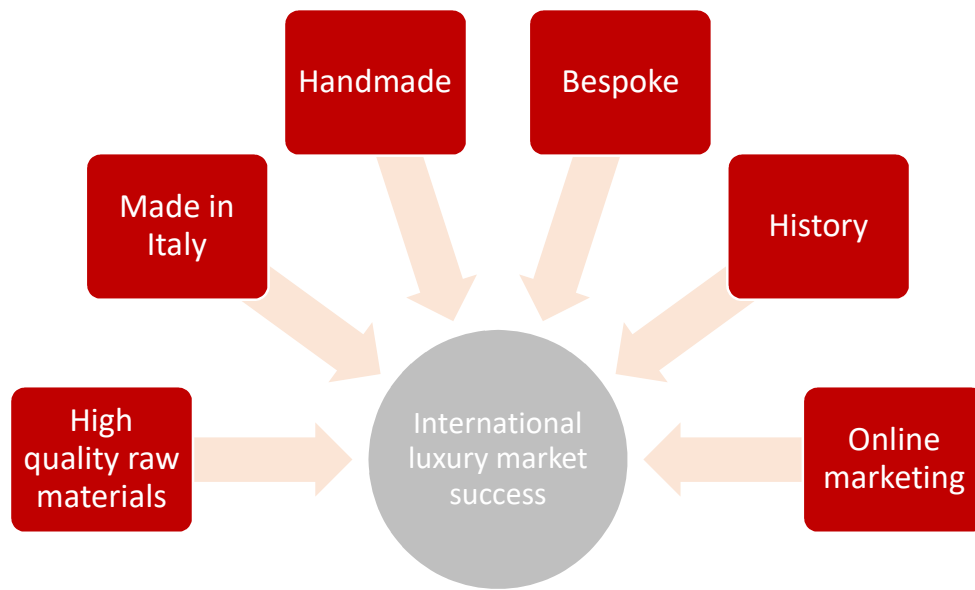 Handmade
Bespoke
Made in
Italy
History
High
quality raw
materials
International
luxury market
success
Online
marketing